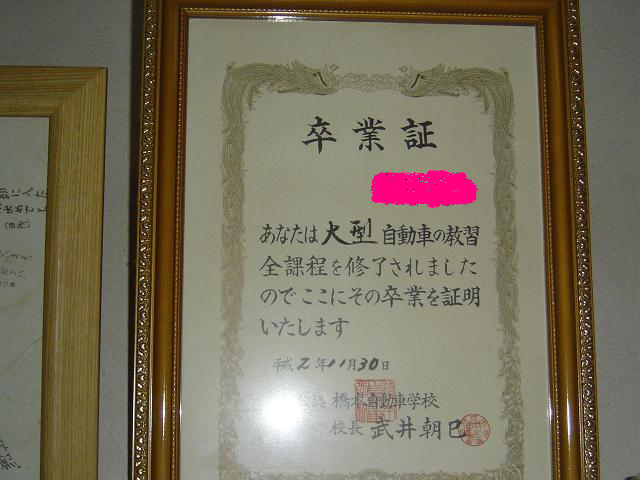 卒業証
あなたは大型自動車の教習
全課程を修了されました
のでここにその卒業を証明
いたします
平成2年11月30日
公認 橋本自動車学校
校長 武井朝巳